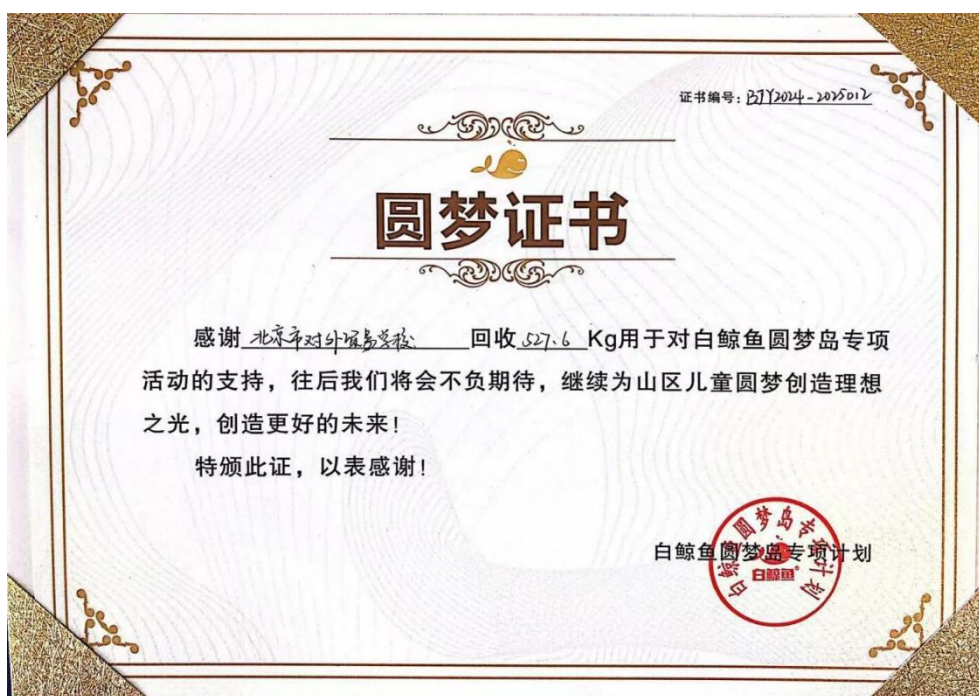 证书编号：BJY2024-2025012
圆梦证书
感谢 北京市对外贸易学校 回收 527.6 Kg用于对白鲸鱼圆梦岛专项
活动的支持，往后我们将会不负期待，继续为山区儿童圆梦创造理想
之光，创造更好的未来！
特颁此证，以表感谢！
白鲸鱼圆梦岛专项计划
白鲸鱼圆梦岛专项计划
白鲸鱼